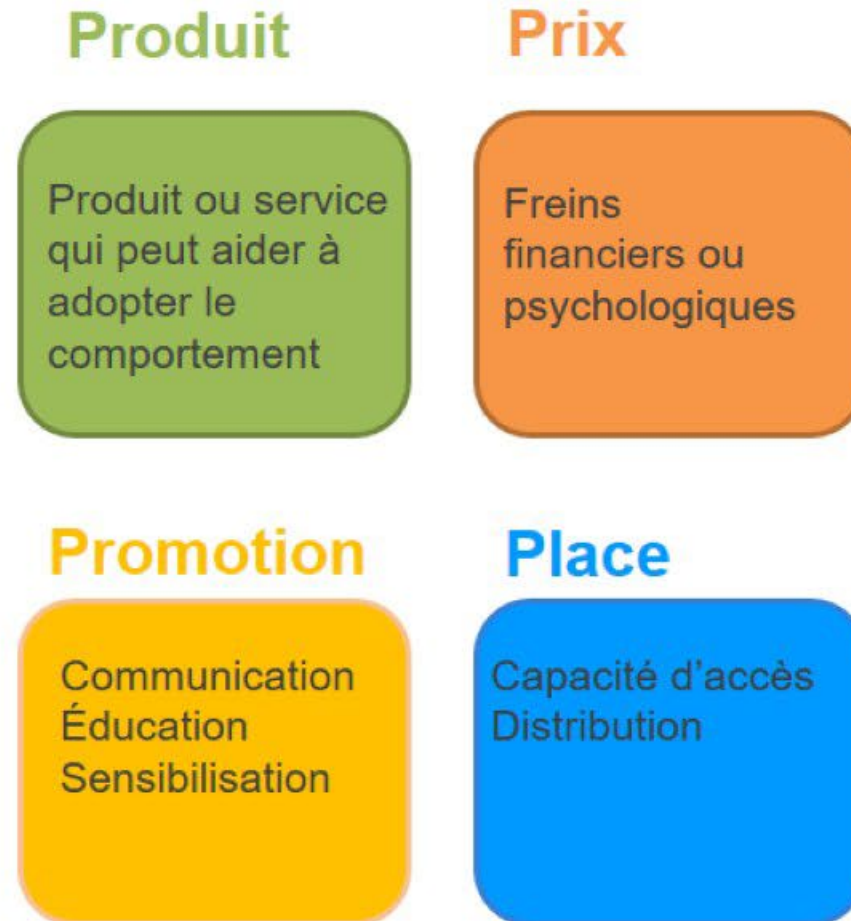 Produit
Prix
Produit ou service
qui peut aider à
adopter le
comportement
Freins
financiers ou
psychologiques
Promotion
Place
Communication
Éducation
Sensibilisation
Capacité d'accès
Distribution